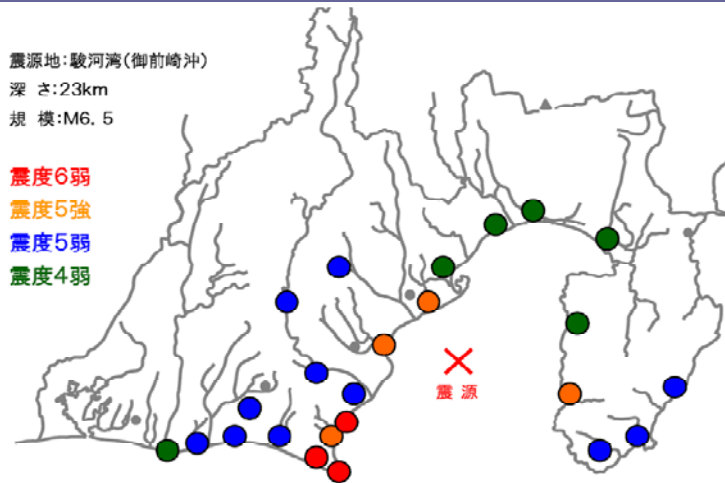 震源地:駿河湾(御前崎沖)
深 さ:23km
規 模:M6.5
震度6弱
震度5強
震度5弱
震度4弱
震 源